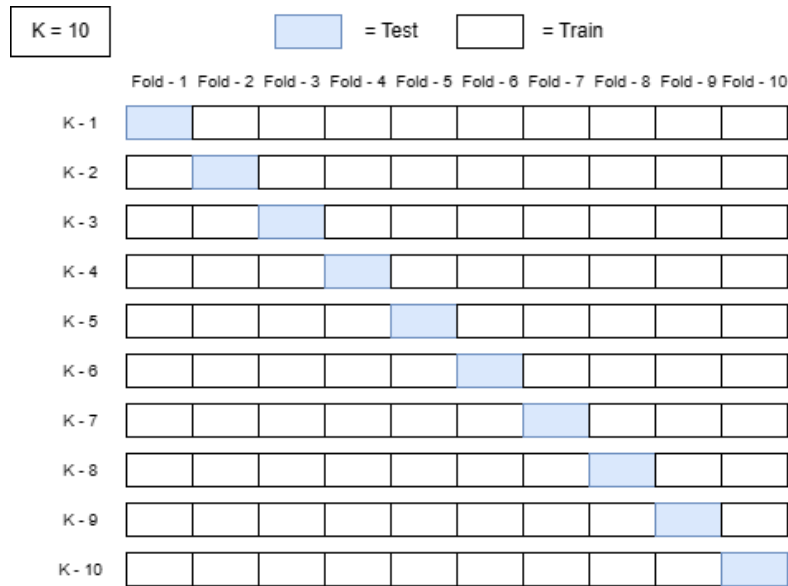 K = 10 = Test = Train
Fold - 1 Fold - 2 Fold - 3 Fold - 4 Fold - 5 Fold - 6 Fold - 7 Fold - 8 Fold - 9 Fold - 10
K - 1
K - 2
K - 3
K - 4
K - 5
K - 6
K - 7
K - 8
K - 9
K - 10